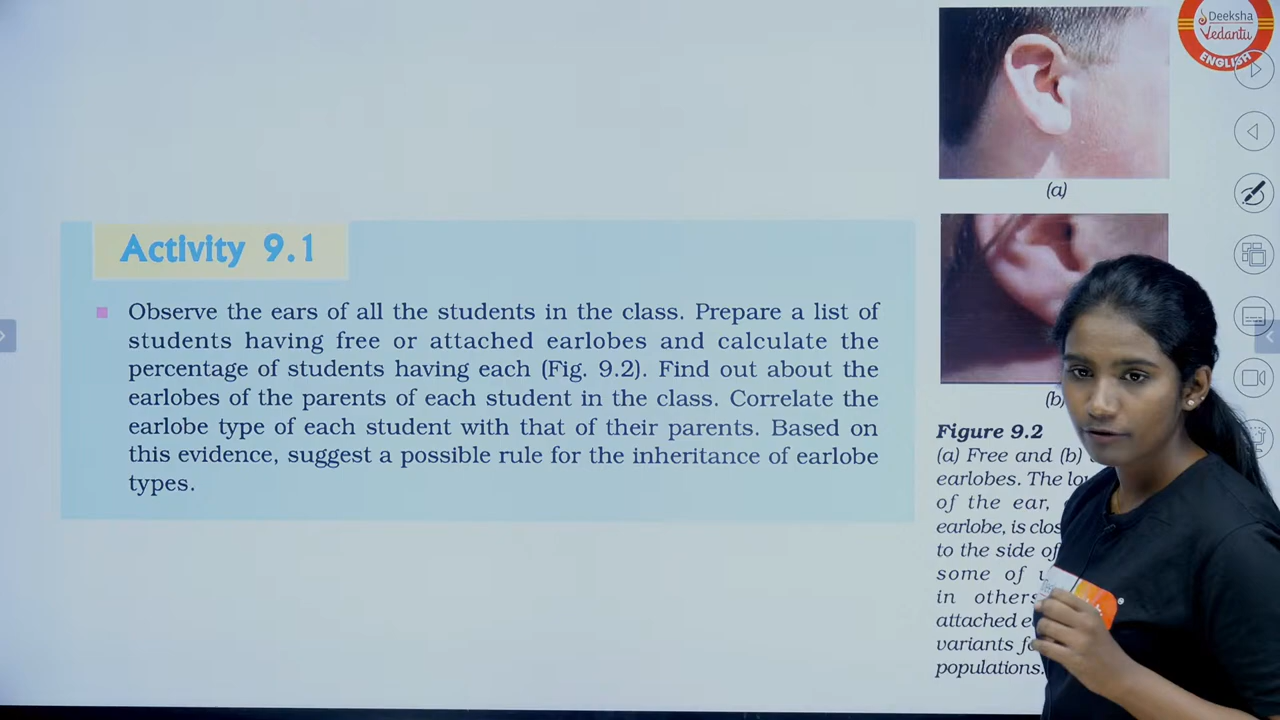 Deeksha
Vedantu
ENGLISH
(a)
Activity 9.1
Observe the ears of all the students in the class. Prepare a list of
students having free or attached earlobes and calculate the
percentage of students having each (Fig. 9.2). Find out about the
earlobes of the parents of each student in the class. Correlate the
earlobe type of each student with that of their parents. Based on
this evidence, suggest a possible rule for the inheritance of earlobe
types.
(b)
Figure 9.2
(a) Free and (b)
earlobes. The
of the ear,
earlobe, is
to the side of
some of
in others
attached
variants
populations.